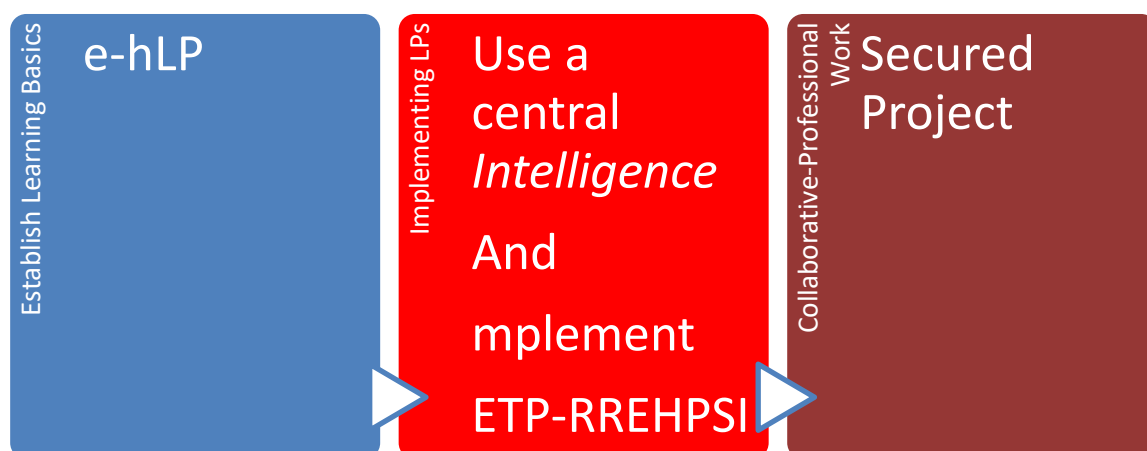 Establish Learning Basics
e-hLP
Implementing LPs
Use a
central
Intelligence
And
mplement
ETP-RREHPSI
Collaborative-Professional
Work
Secured
Project